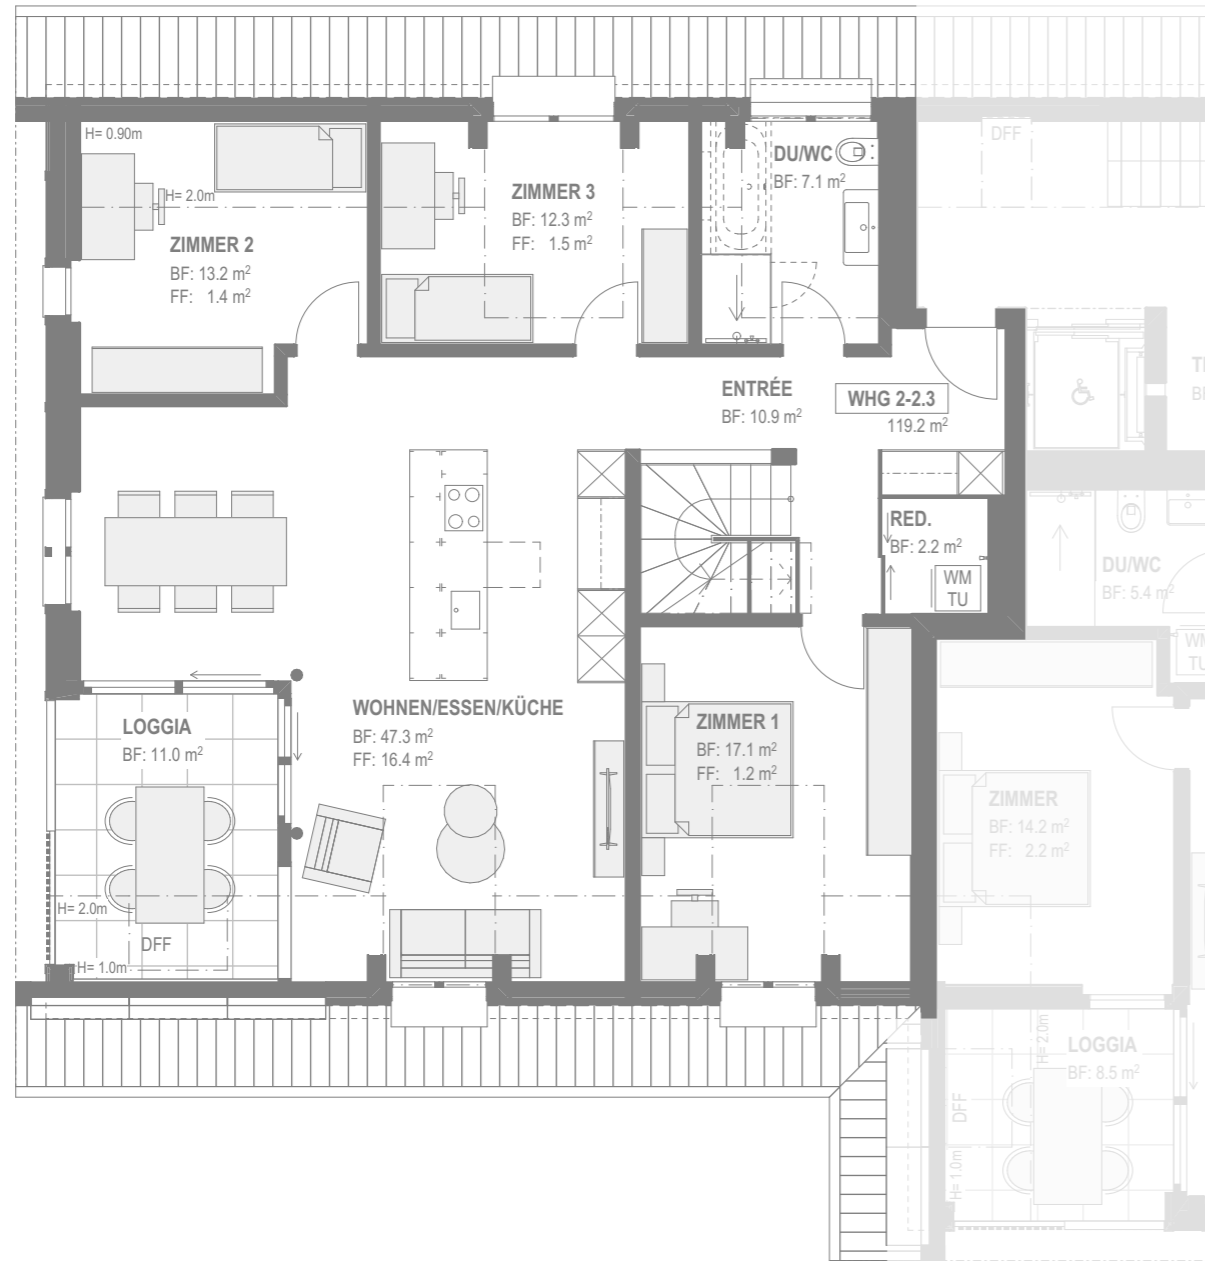 DFF
H= 0.90m
H= 2.0m
ZIMMER 2
BF: 13.2 m²
FF: 1.4 m²
ZIMMER 3
BF: 12.3 m²
FF: 1.5 m²
DU/WC
BF: 7.1 m²
ENTRÉE
BF: 10.9 m²
WHG 2-2.3
119.2 m²
RED.
BF: 2.2 m²
WM
TU
DU/WC
BF: 5.4 m²
WM
TU
LOGGIA
BF: 11.0 m²
H= 2.0m
DFF
H= 1.0m
WOHNEN/ESSEN/KÜCHE
BF: 47.3 m²
FF: 16.4 m²
ZIMMER 1
BF: 17.1 m²
FF: 1.2 m²
ZIMMER
BF: 14.2 m²
FF: 2.2 m²
LOGGIA
BF: 8.5 m²
H= 2.0m
DFF
H= 1.0m